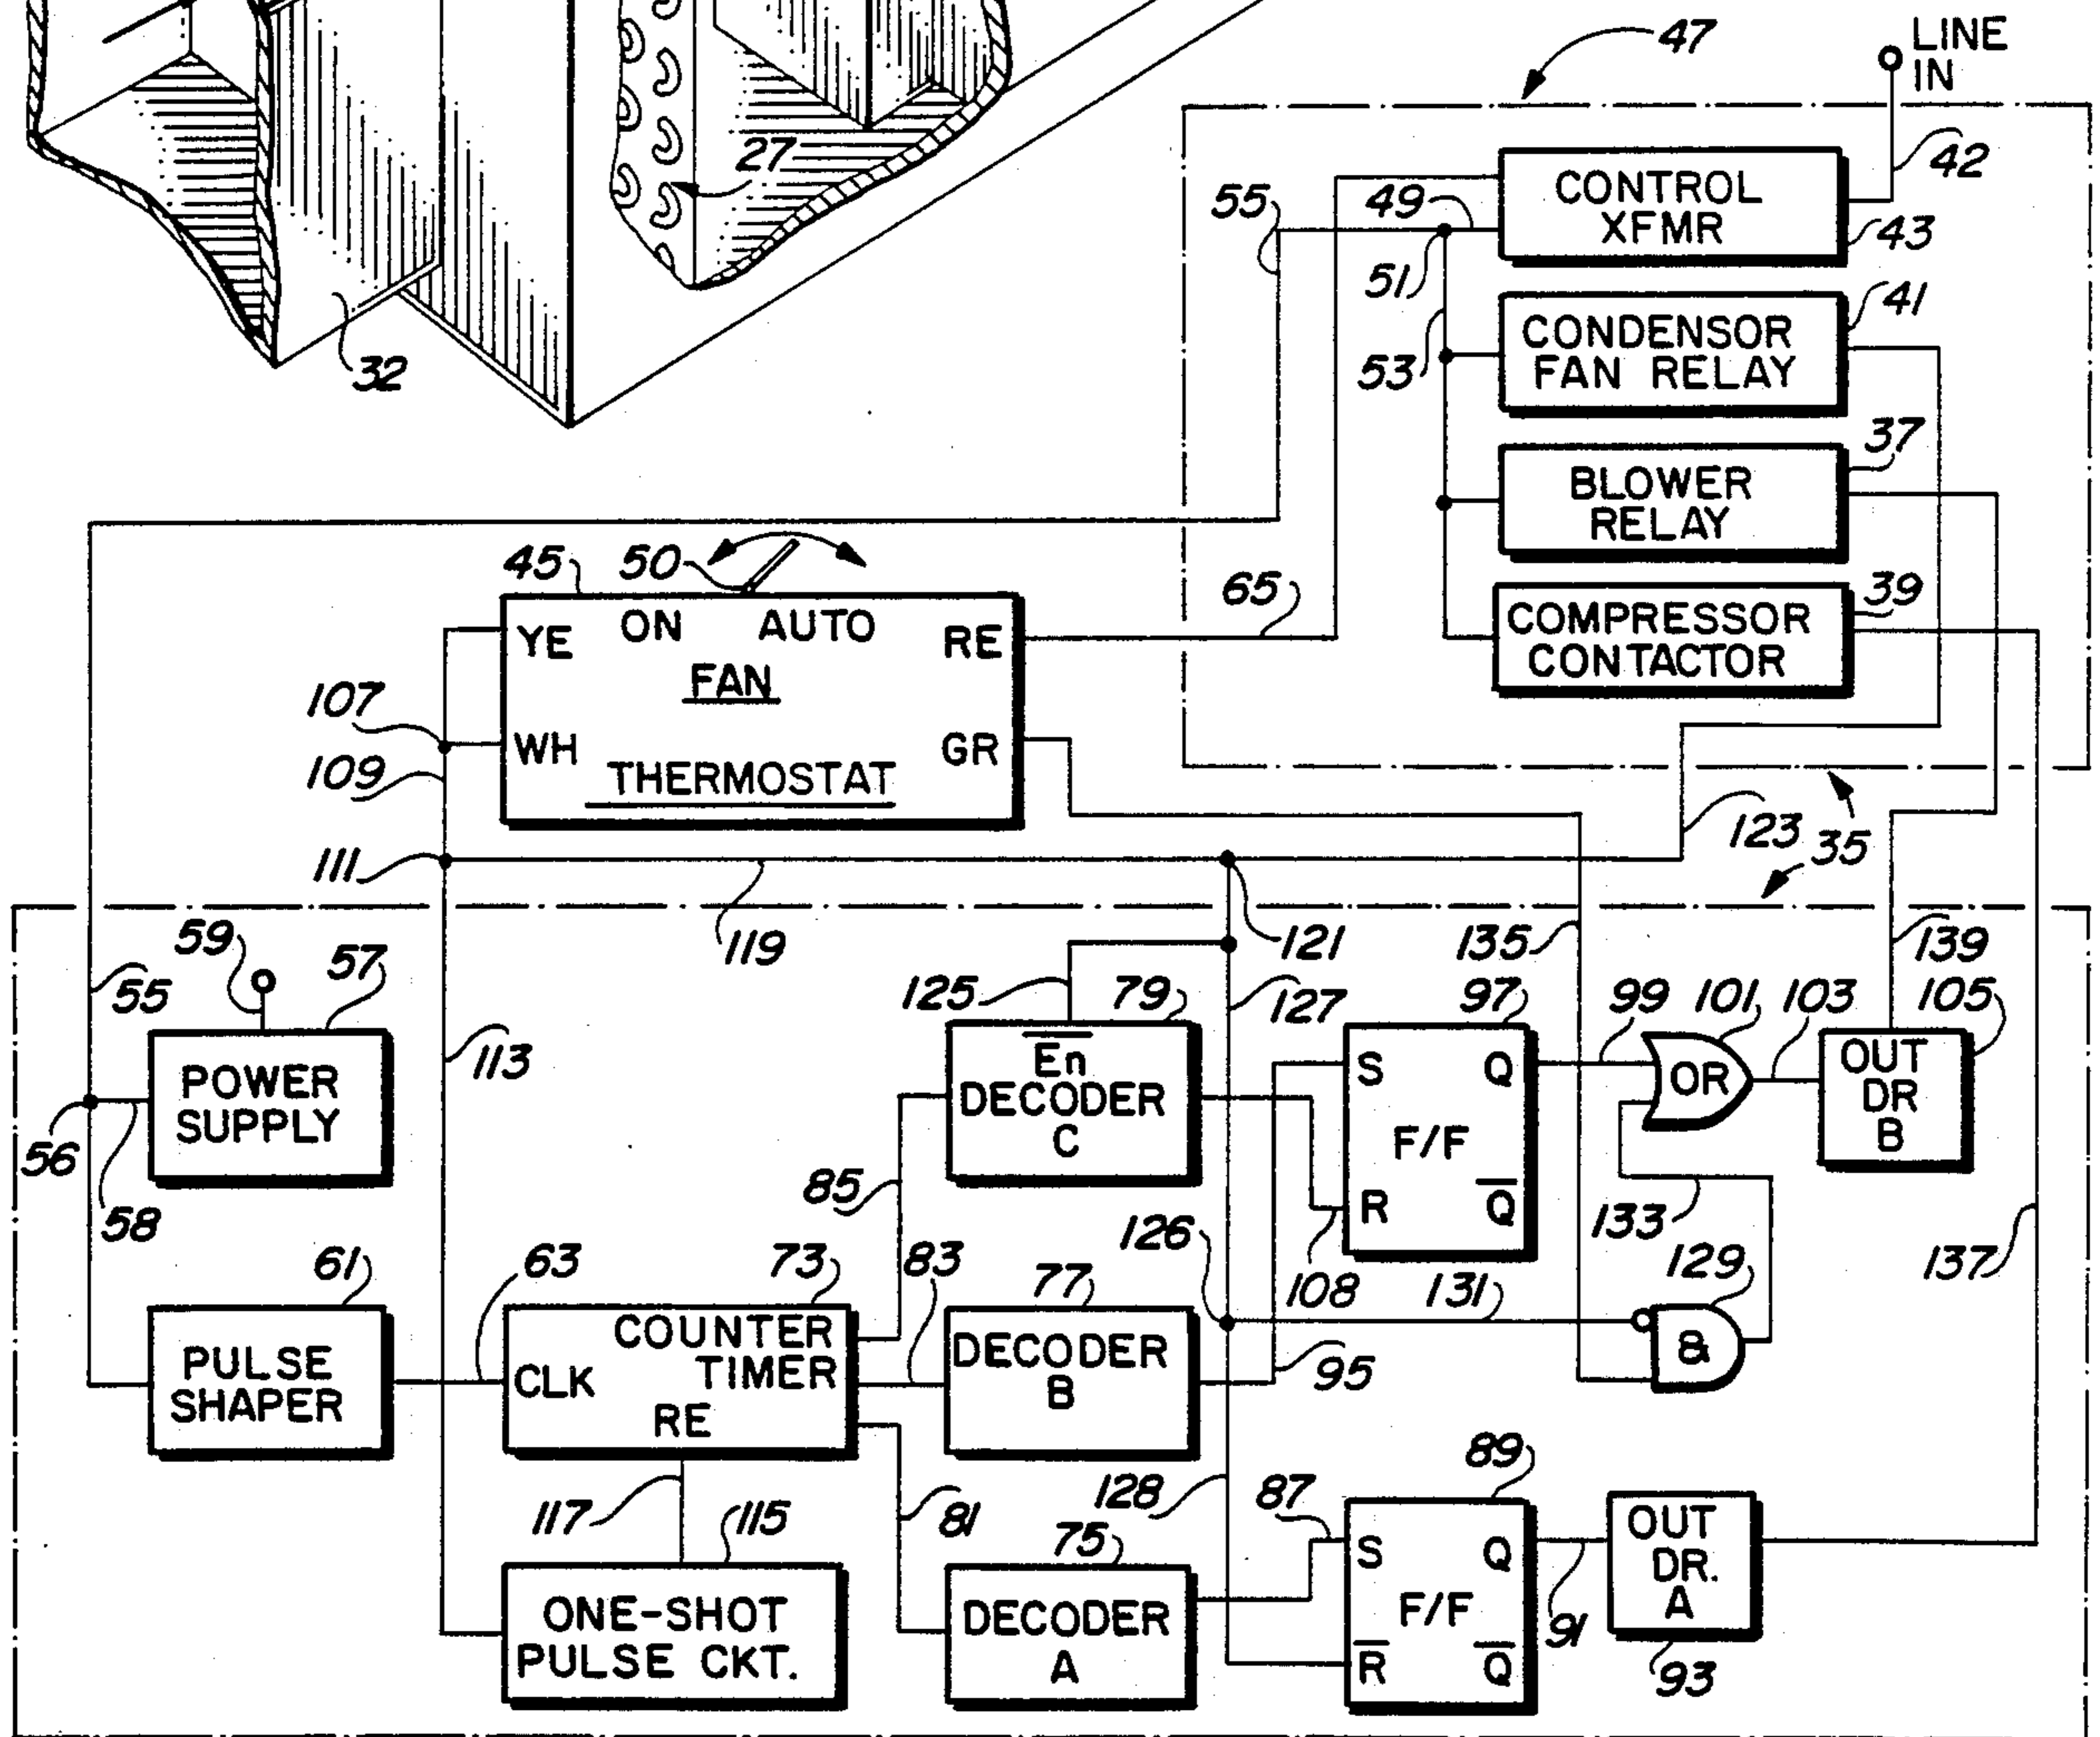 47
LINE
IN
42
27
55
49
CONTROL
XFMR
43
51
32
53
CONDENSOR
FAN RELAY
41
37
BLOWER
RELAY
45
50
65
39
YE
ON
AUTO
RE
COMPRESSOR
CONTACTOR
FAN
107
WH
GR
109
THERMOSTAT
111
123
35
59
57
119
121
135
139
55
125
79
127
97
99
101
103
105
113
POWER
SUPPLY
En
DECODER
C
S
Q
F/F
R
Q
OR
OUT
DR
B
56
58
85
126
108
133
137
61
63
73
83
77
131
129
PULSE
SHAPER
COUNTER
TIMER
CLK
RE
DECODER
B
95
&
117
115
81
128
87
89
75
ONE-SHOT
PULSE CKT.
DECODER
A
S
Q
F/F
R
Q
91
OUT
DR.
A
93